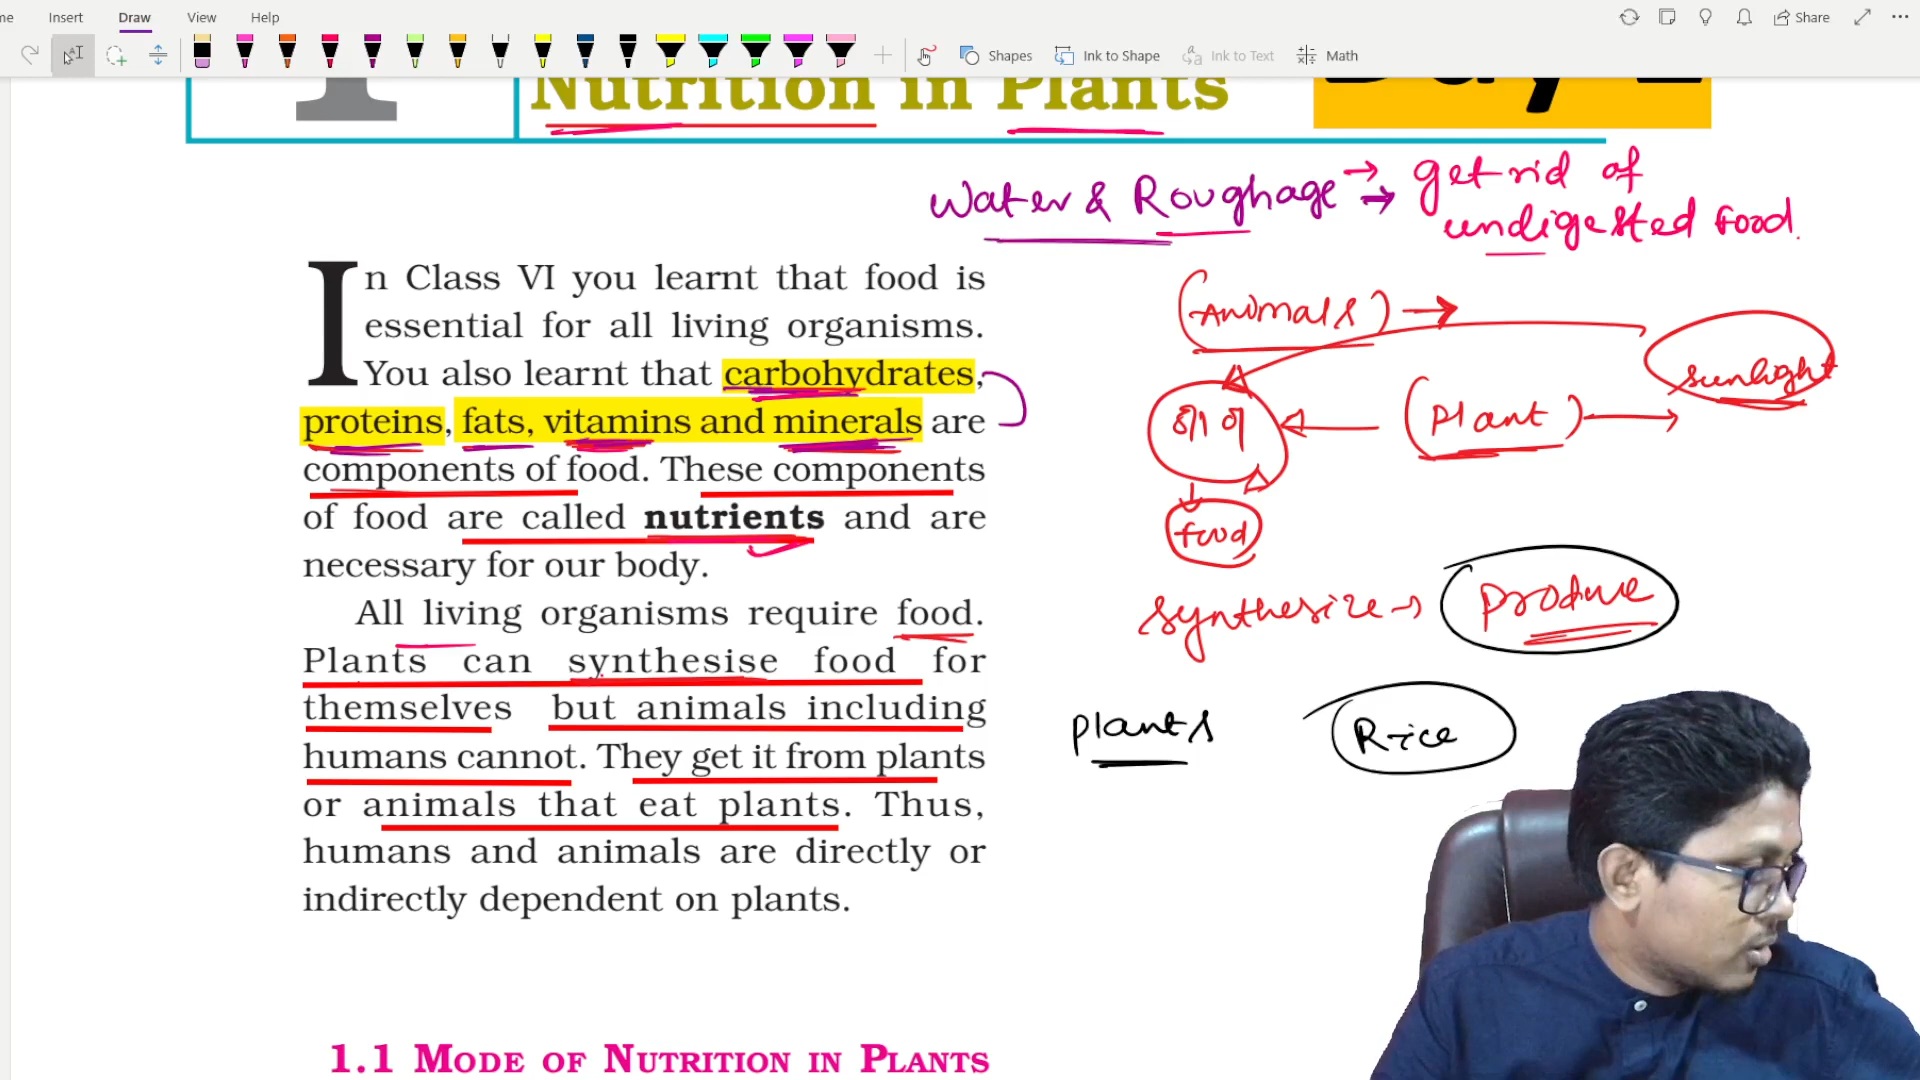 Insert Draw View Help
Share
Shapes Ink to Shape Ink to Text Math
1
Nutrition in Plants
Water & Roughage → → get rid of
undigested food.
In Class VI you learnt that food is
essential for all living organisms.
You also learnt that carbohydrates,
proteins, fats, vitamins and minerals are
components of food. These components
of food are called nutrients and are
necessary for our body.
All living organisms require food.
Plants can synthesise food for
themselves but animals including
humans cannot. They get it from plants
or animals that eat plants. Thus,
humans and animals are directly or
indirectly dependent on plants.
(Animals) →
sunlight
(Plant) →
food
synthesize → Produce
plants Rice
1.1 MODE OF NUTRITION IN PLANTS